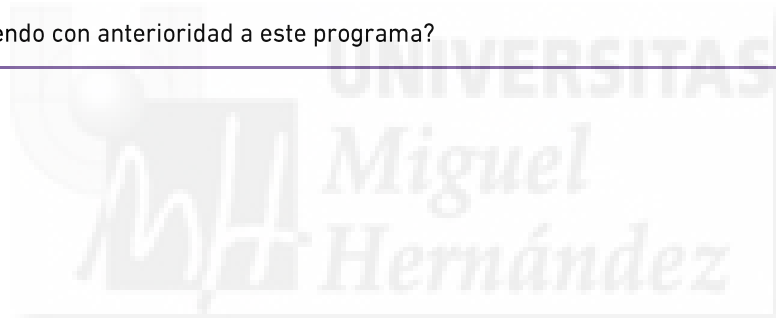 endo con anterioridad a este programa?
UNIVERSITAS
Miguel
Hernández